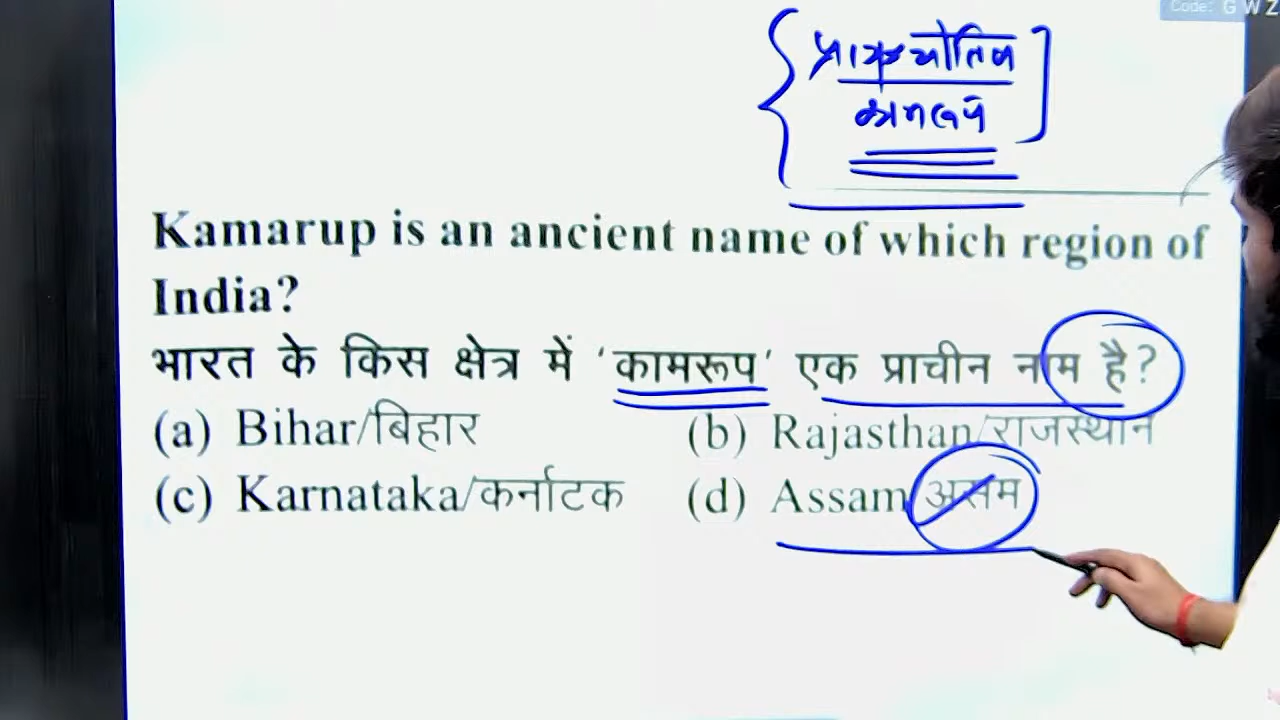 Code: G W Z
Kamarup is an ancient name of which region of
India?
भारत के किस क्षेत्र में ‘कामरूप’ एक प्राचीन नाम है?
(a) Bihar/बिहार (b) Rajasthan/राजस्थान
(c) Karnataka/कर्नाटक (d) Assam/असम